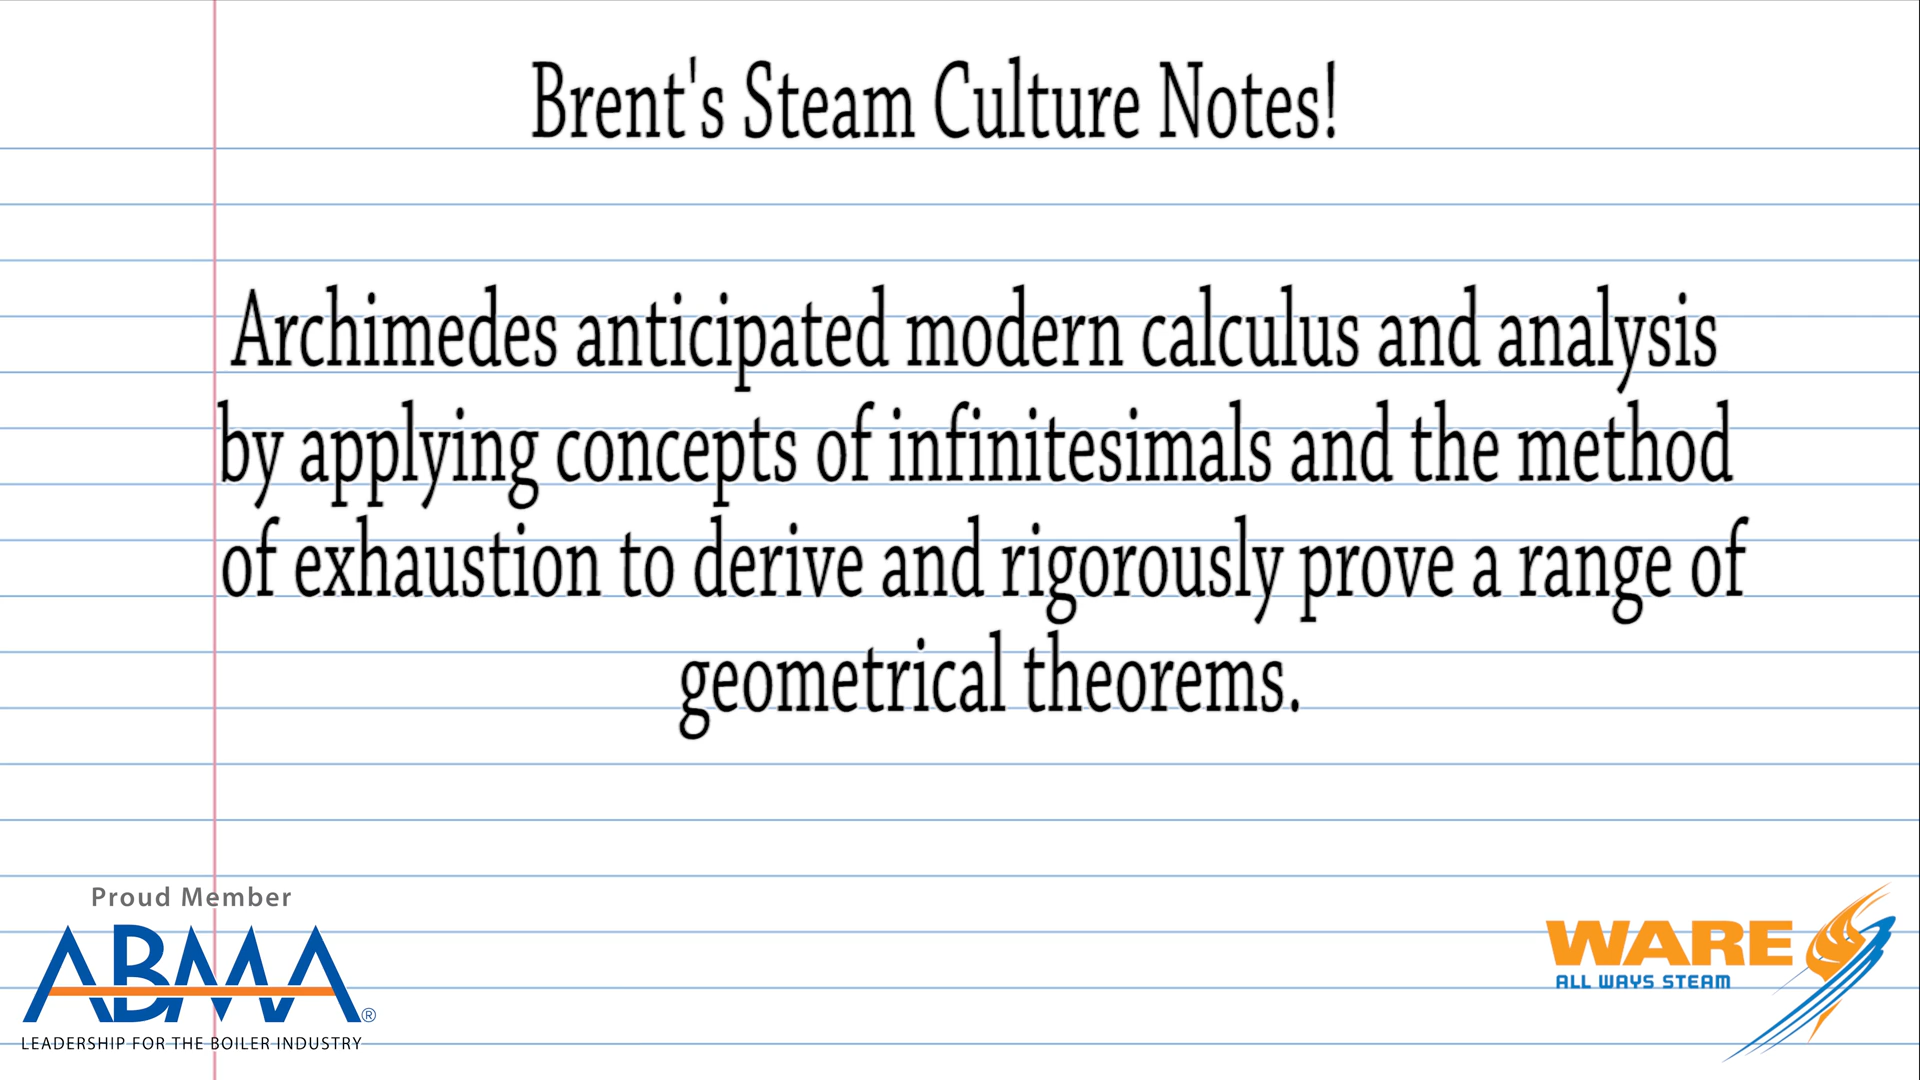 Brent's Steam Culture Notes!
Archimedes anticipated modern calculus and analysis
by applying concepts of infinitesimals and the method
of exhaustion to derive and rigorously prove a range of
geometrical theorems.
Proud Member
ABMA®
LEADERSHIP FOR THE BOILER INDUSTRY
WARE
ALL WAYS STEAM